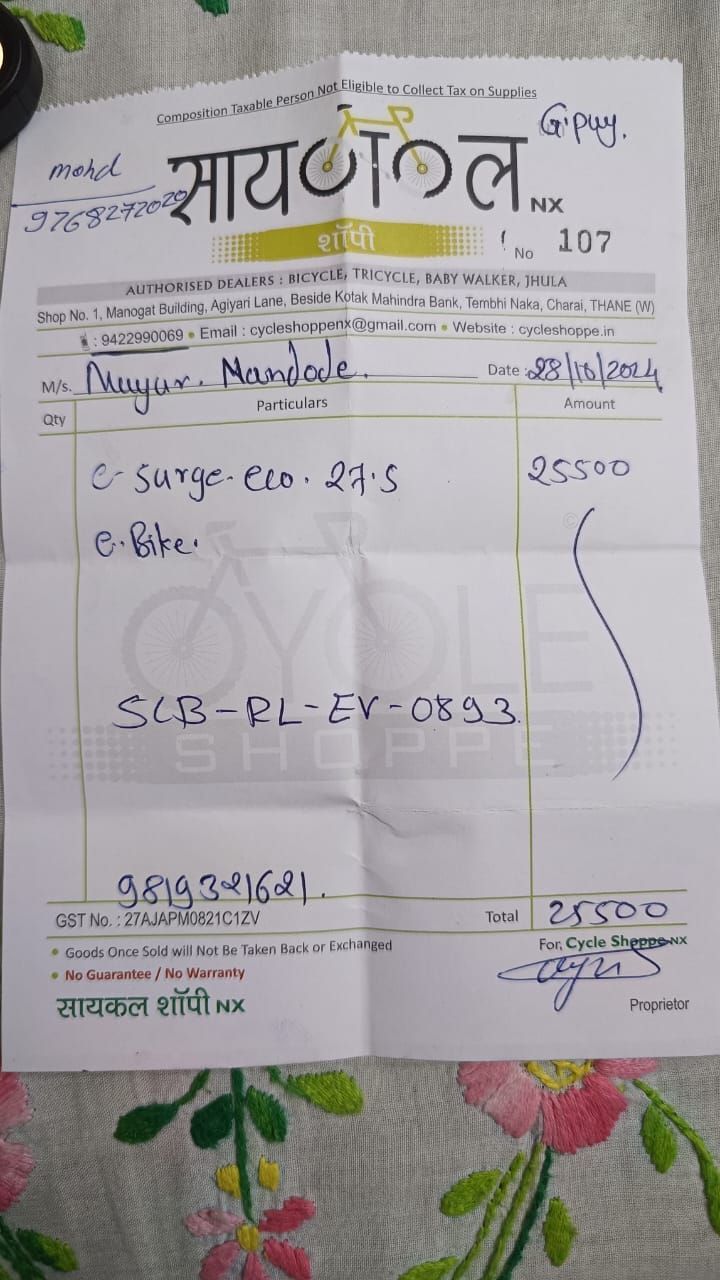 Composition Taxable Person Not Eligible to Collect Tax on Supplies
G.pay.
mohd
9768272020
सायकल NX
शॉपी
No 107
AUTHORISED DEALERS : BICYCLE, TRICYCLE, BABY WALKER, JHULA
Shop No. 1, Manogat Building, Agiyari Lane, Beside Kotak Mahindra Bank, Tembhi Naka, Charai, THANE (W)
: 9422990069 • Email : cycleshoppenx@gmail.com • Website : cycleshoppe.in
M/s. Mayur. Mandode. Date : 28/10/2024
Qty Particulars Amount
e-surge-eco. 27.5 25500
e.Bike.
CYCLE
SCB-RL-EV-0893.
SHOPPE
9819321621.
GST No. : 27AJAPM0821C1ZV Total 25500
• Goods Once Sold will Not Be Taken Back or Exchanged For, Cycle Shoppe NX
• No Guarantee / No Warranty
सायकल शॉपी NX Proprietor